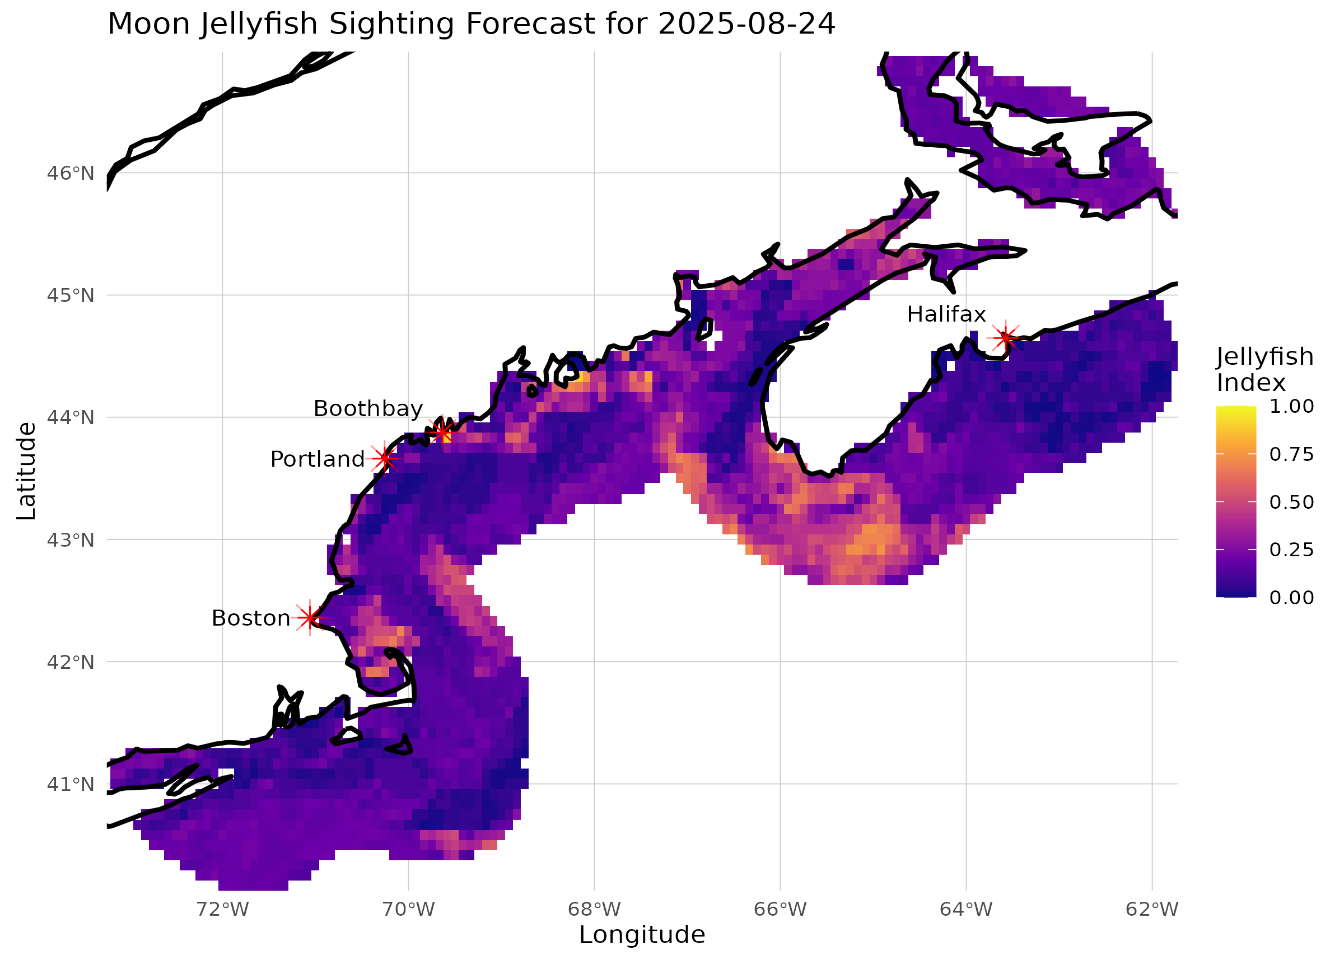 Moon Jellyfish Sighting Forecast for 2025-08-24
46°N
45°N
44°N
43°N
42°N
41°N
Latitude
Halifax
Boothbay
Portland
Boston
72°W
70°W
68°W
66°W
64°W
62°W
Longitude
Jellyfish
Index
1.00
0.75
0.50
0.25
0.00